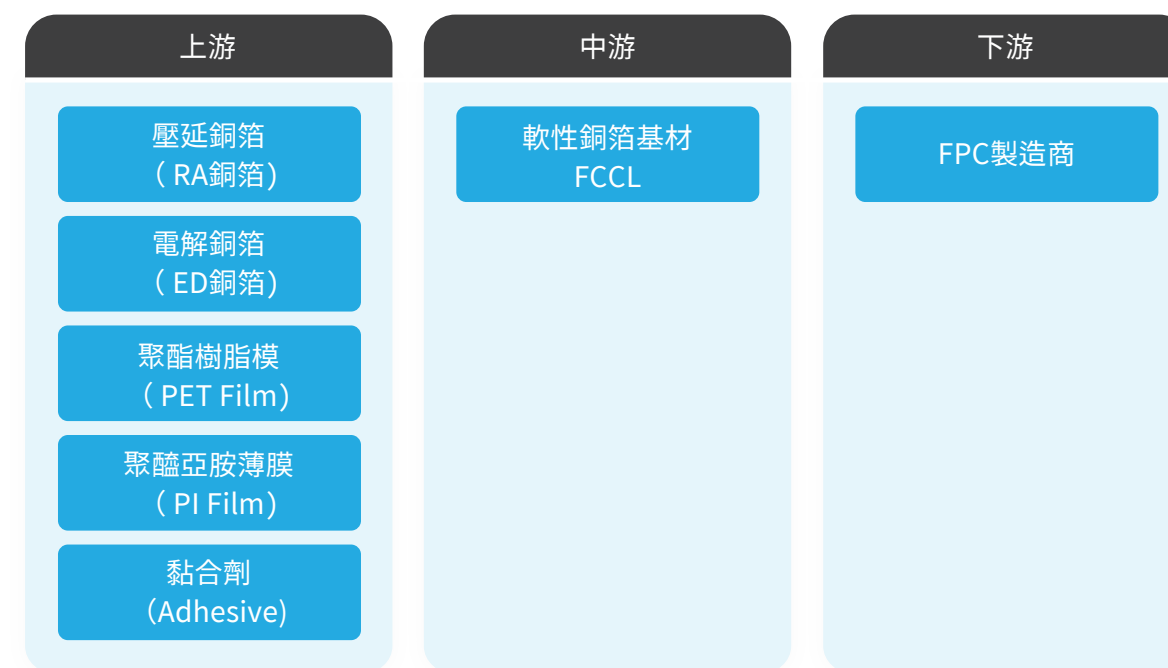 上游
壓延銅箔
（ RA銅箔）
電解銅箔
（ ED銅箔）
聚酯樹脂模
（ PET Film）
聚醯亞胺薄膜
（ PI Film）
黏合劑
（Adhesive)
中游
軟性銅箔基材
FCCL
下游
FPC製造商